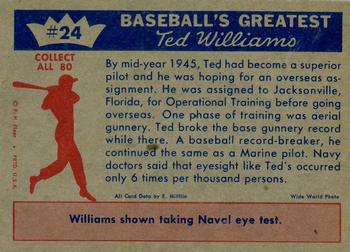 #24
BASEBALL'S GREATEST
Ted Williams
COLLECT
ALL 80
By mid-year 1945, Ted had become a superior
pilot and he was hoping for an overseas as-
signment. He was assigned to Jacksonville,
Florida, for Operational Training before going
overseas. One phase of training was aerial
gunnery. Ted broke the base gunnery record
while there. A baseball record-breaker, he
continued the same as a Marine pilot. Navy
doctors said that eyesight like Ted's occurred
only 6 times per thousand persons.
All Card Data by E. Mifflin
Wide World Photo
Williams shown taking Naval eye test.